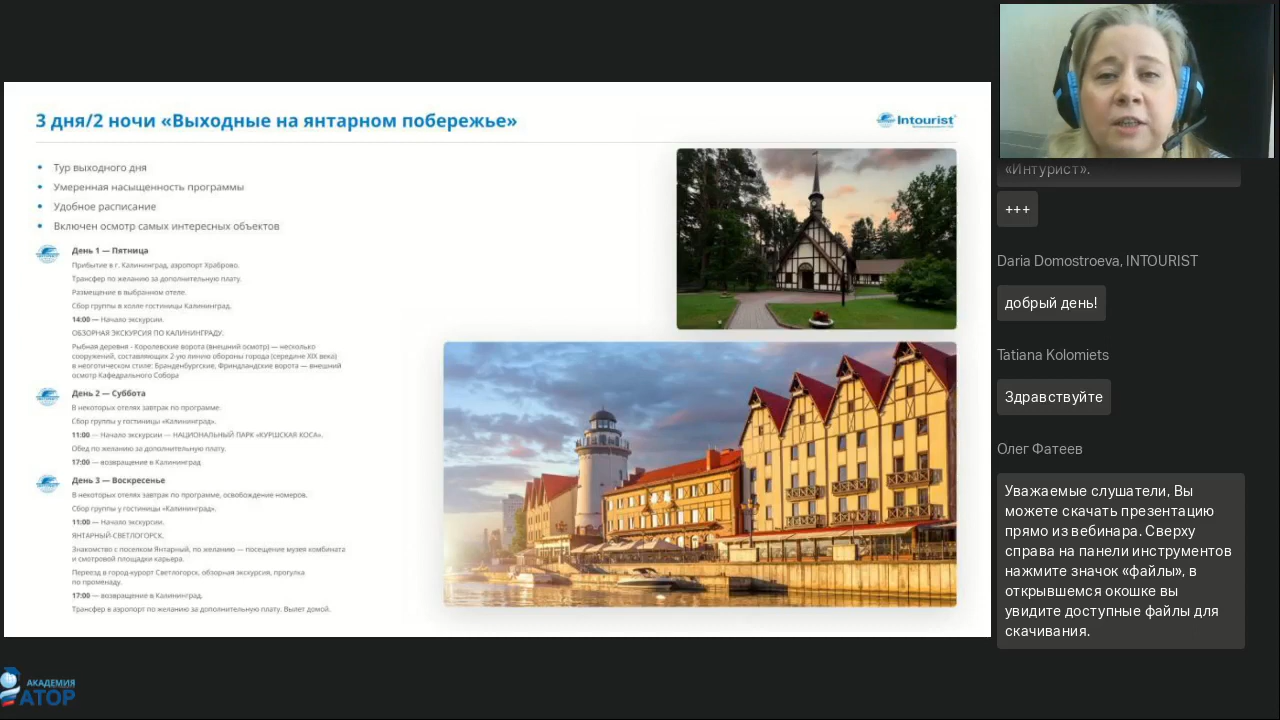 3 дня/2 ночи «Выходные на янтарном побережье»
Intourist
• Тур выходного дня
• Умеренная насыщенность программы
• Удобное расписание
• Включен осмотр самых интересных объектов
День 1 — Пятница
Прибытие в г. Калининград, аэропорт Храброво.
Трансфер по желанию за дополнительную плату.
Размещение в выбранном отеле.
Сбор группы в холле гостиницы Калининград.
14:00 — Начало экскурсии.
ОБЗОРНАЯ ЭКСКУРСИЯ ПО КАЛИНИНГРАДУ.
Рыбная деревня - Королевские ворота (внешний осмотр) — несколько
сооружений, составляющих 2-ую линию обороны города (середине XIX века)
в неоготическом стиле: Бранденбургские, Фриндландские ворота — внешний
осмотр Кафедрального Собора
День 2 — Суббота
В некоторых отелях завтрак по программе.
Сбор группы у гостиницы «Калининград».
11:00 — Начало экскурсии — НАЦИОНАЛЬНЫЙ ПАРК «КУРШСКАЯ КОСА».
Обед по желанию за дополнительную плату.
17:00 — возвращение в Калининград
День 3 — Воскресенье
В некоторых отелях завтрак по программе, освобождение номеров.
Сбор группы у гостиницы «Калининград».
11:00 — Начало экскурсии.
ЯНТАРНЫЙ-СВЕТЛОГОРСК.
Знакомство с поселком Янтарный, по желанию — посещение музея комбината
и смотровой площадки карьера.
Переезд в город-курорт Светлогорск, обзорная экскурсия, прогулка
по променаду.
17:00 — возвращение в Калининград.
Трансфер в аэропорт по желанию за дополнительную плату. Вылет домой.
АКАДЕМИЯ
АТОР
«Интурист».
+++
Daria Domostroeva, INTOURIST
добрый день!
Tatiana Kolomiets
Здравствуйте
Олег Фатеев
Уважаемые слушатели, Вы
можете скачать презентацию
прямо из вебинара. Сверху
справа на панели инструментов
нажмите значок «файлы», в
открывшемся окошке вы
увидите доступные файлы для
скачивания.